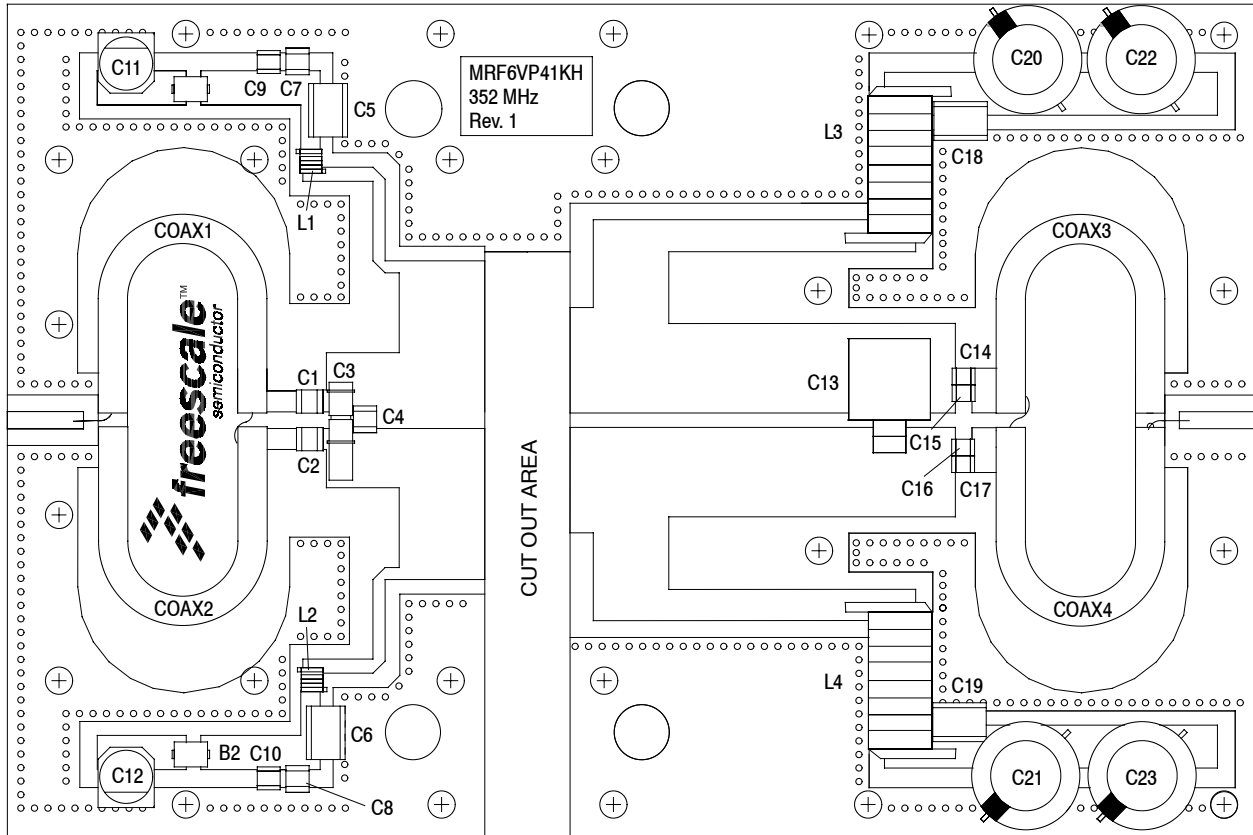 C11
C9
C7
C5
MRF6VP41KH
352 MHz
Rev. 1
C20
C22
L3
C18
L1
COAX1
COAX3
freescale™
semiconductor
C1
C3
C4
C2
C14
C13
C15
C16
C17
CUT OUT AREA
COAX2
L2
COAX4
L4
C19
C6
B2
C10
C12
C8
C21
C23